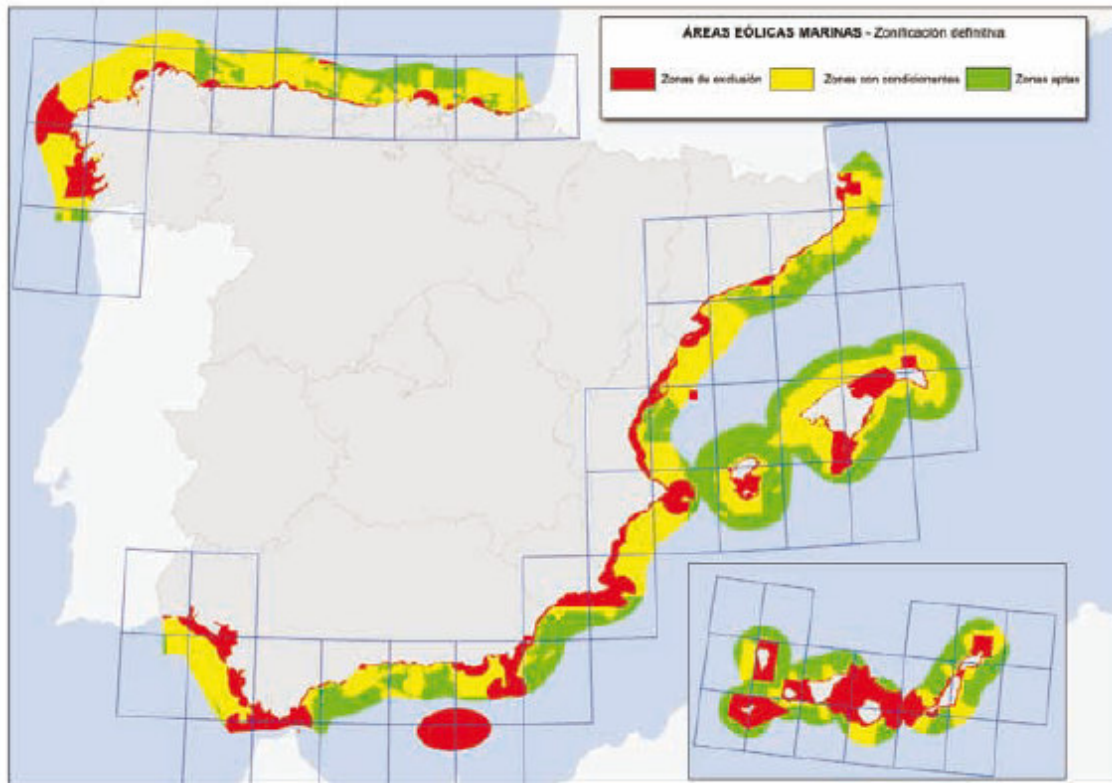 ÁREAS EÓLICAS MARINAS - Zonificación definitiva
Zonas de exclusión Zonas con condicionantes Zonas aptas